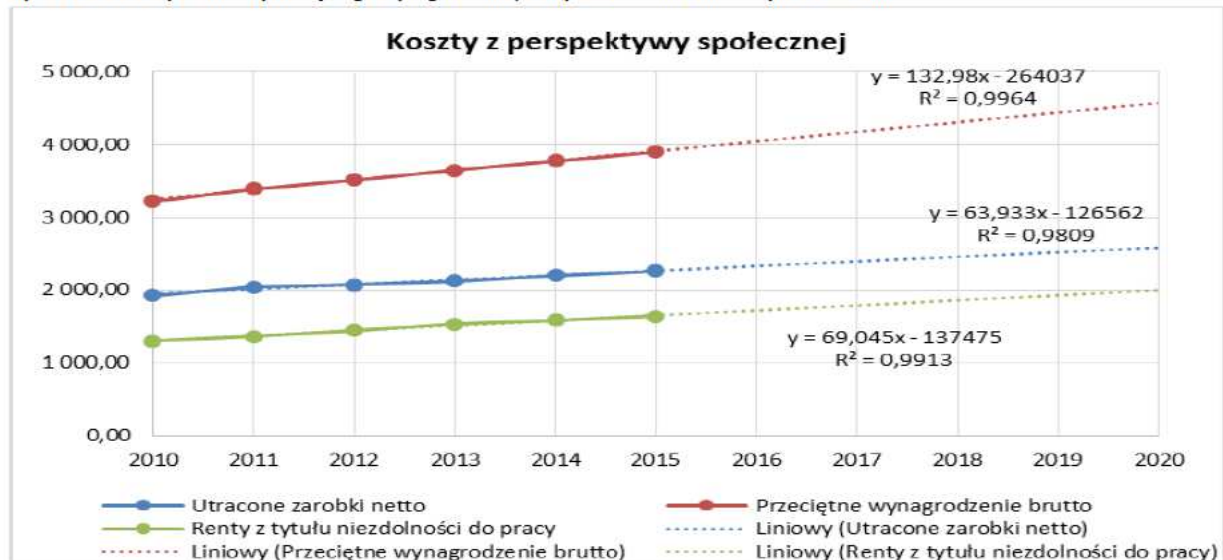 Koszty z perspektywy społecznej
5 000,00
y = 132,98x - 264037
R² = 0,9964
4 000,00
3 000,00
y = 63,933x - 126562
R² = 0,9809
2 000,00
1 000,00
y = 69,045x - 137475
R² = 0,9913
0,00
2010 2011 2012 2013 2014 2015 2016 2017 2018 2019 2020
Utracone zarobki netto Przeciętne wynagrodzenie brutto
Renty z tytułu niezdolności do pracy Liniowy (Utracone zarobki netto)
Liniowy (Przeciętne wynagrodzenie brutto) Liniowy (Renty z tytułu niezdolności do pracy)